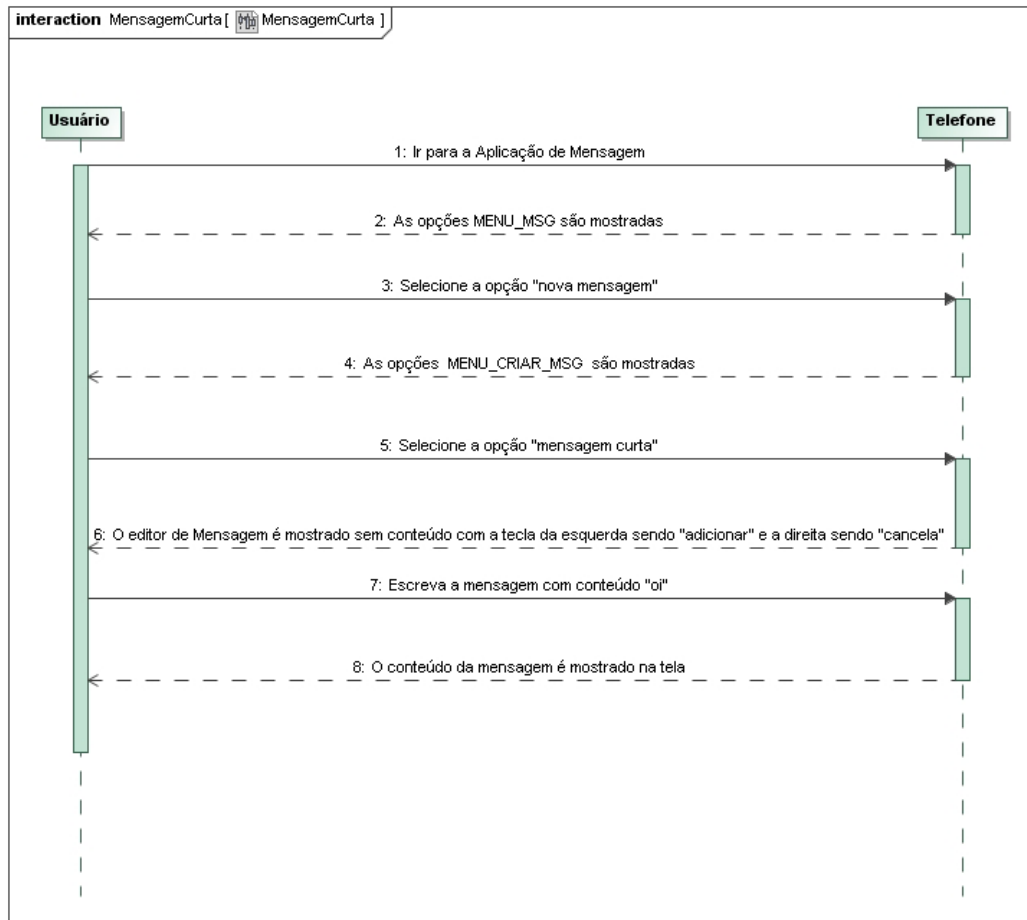 interaction MensagemCurta [ MensagemCurta ]
Usuário
Telefone
1: Ir para a Aplicação de Mensagem
2: As opções MENU_MSG são mostradas
3: Selecione a opção "nova mensagem"
4: As opções MENU_CRIAR_MSG são mostradas
5: Selecione a opção "mensagem curta"
6: O editor de Mensagem é mostrado sem conteúdo com a tecla da esquerda sendo "adicionar" e a direita sendo "cancela"
7: Escreva a mensagem com conteúdo "oi"
8: O conteúdo da mensagem é mostrado na tela